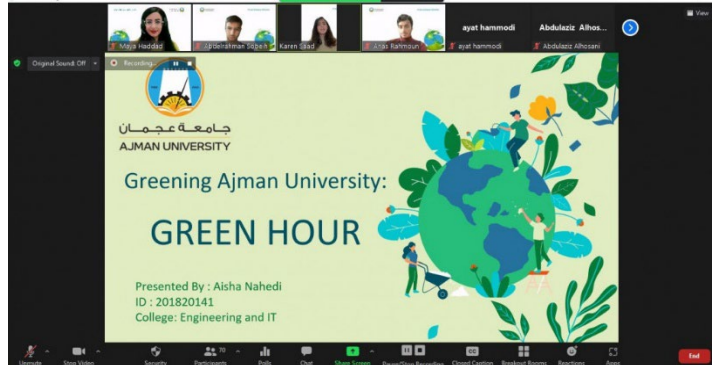 View
Maya Haddad
Abdelrahman Sobeih
Karen Saad
Anas Rahmoun
ayat hammodi
ayat hammodi
Abdulaziz Alhos...
Abdulaziz Alhosani
Original Sound: Off
Recording...
جامعة عجمان
AJMAN UNIVERSITY
Greening Ajman University:
GREEN HOUR
Presented By : Aisha Nahedi
ID : 201820141
College: Engineering and IT
Unmute
Stop Video
Security
Participants
70
Polls
Chat
Share Screen
Pause/Stop Recording
Closed Caption
Breakout Rooms
Reactions
Apps
End